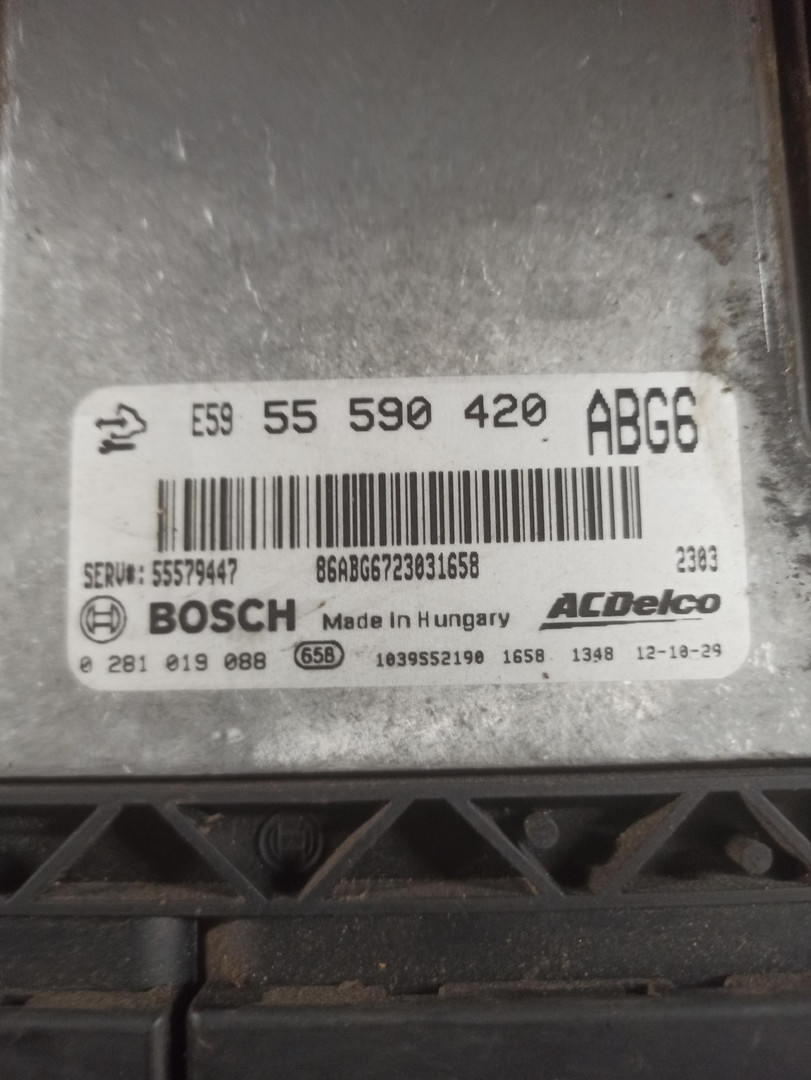 E59 55 590 420 ABG6
SERV#: 55579447 86ABG6723031658 2303
BOSCH Made in Hungary ACDelco
0 281 019 088 658 1039S52190 1658 1348 12-10-29